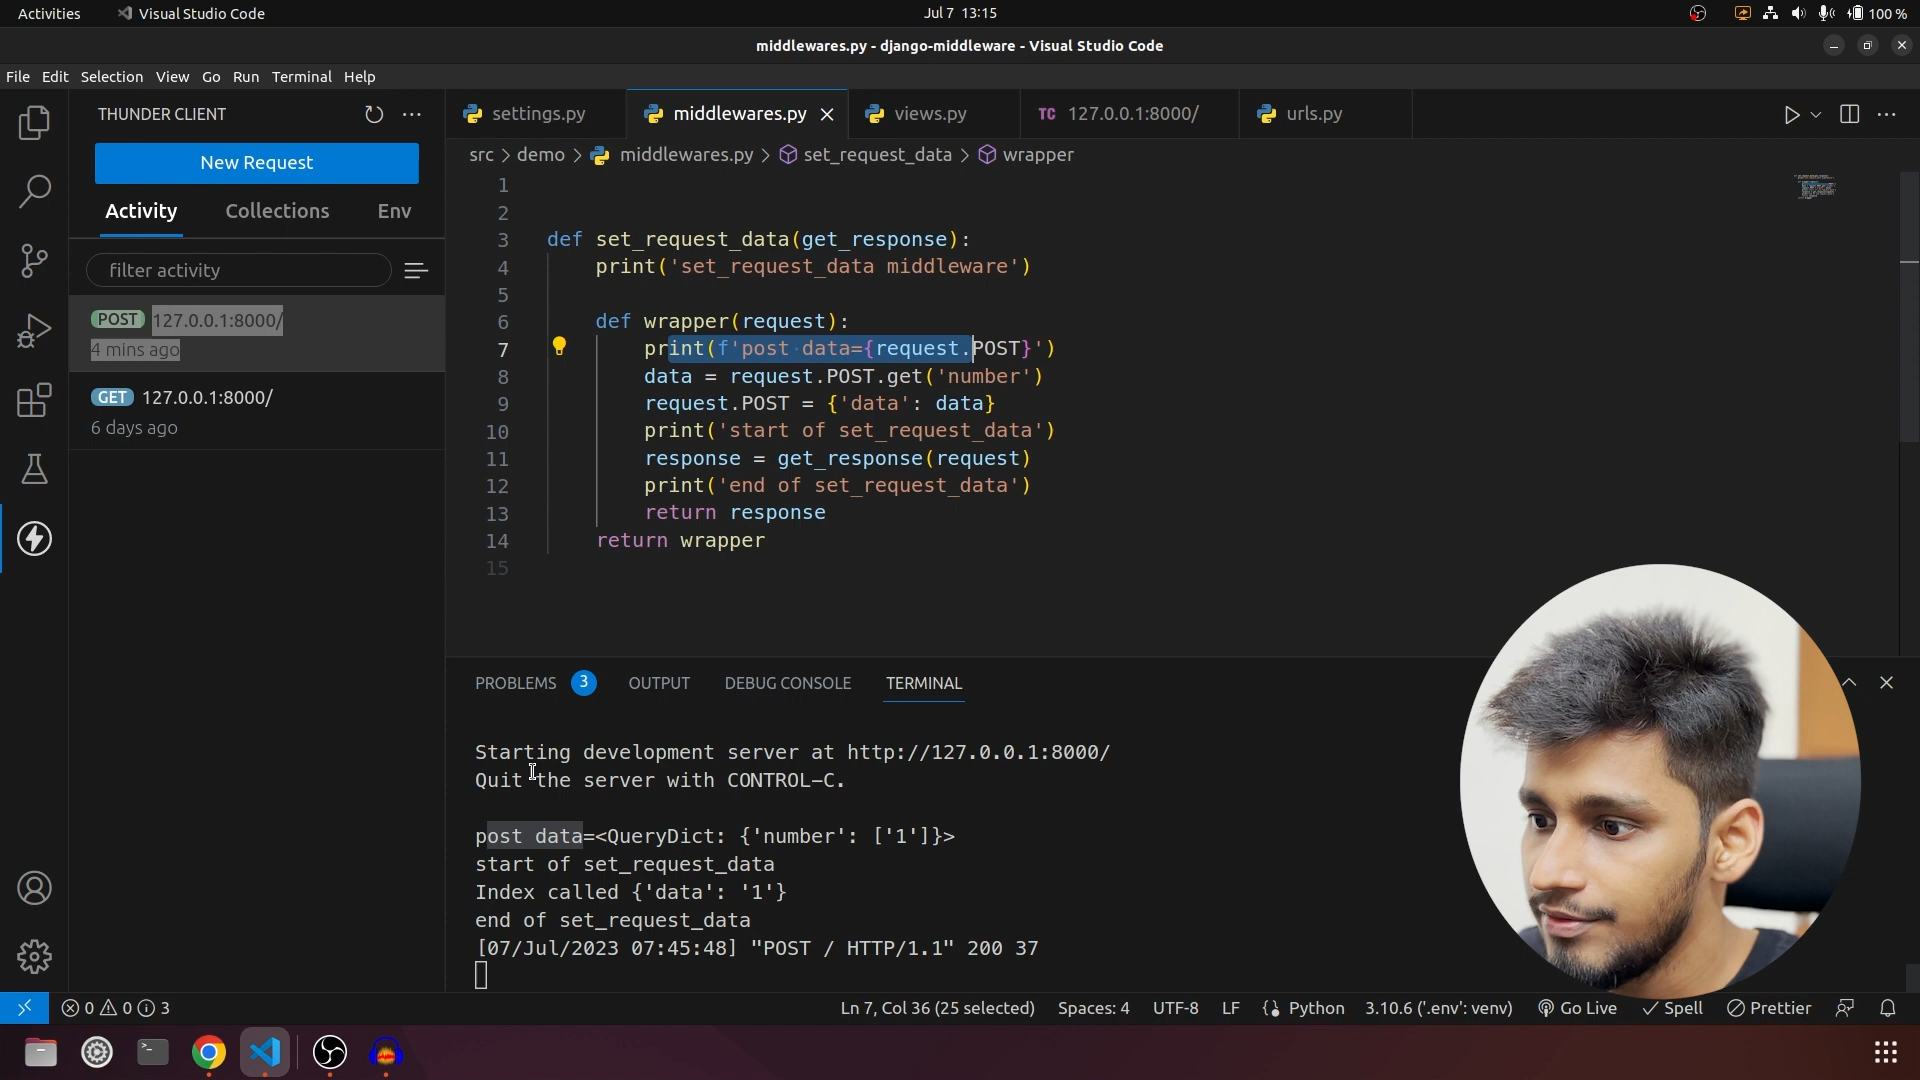 Activities
Visual Studio Code
Jul 7 13:15
100 %
middlewares.py - django-middleware - Visual Studio Code
File Edit Selection View Go Run Terminal Help
THUNDER CLIENT
New Request
Activity Collections Env
filter activity
POST 127.0.0.1:8000/
4 mins ago
GET 127.0.0.1:8000/
6 days ago
settings.py
middlewares.py
views.py
TC 127.0.0.1:8000/
urls.py
src > demo > middlewares.py > set_request_data > wrapper
1
2
3 def set_request_data(get_response):
4 print('set_request_data middleware')
5
6 def wrapper(request):
7 print(f'post data={request.POST}')
8 data = request.POST.get('number')
9 request.POST = {'data': data}
10 print('start of set_request_data')
11 response = get_response(request)
12 print('end of set_request_data')
13 return response
14 return wrapper
15
PROBLEMS 3 OUTPUT DEBUG CONSOLE TERMINAL
Starting development server at http://127.0.0.1:8000/
Quit the server with CONTROL-C.
post data=<QueryDict: {'number': ['1']}>
start of set_request_data
Index called {'data': '1'}
end of set_request_data
[07/Jul/2023 07:45:48] "POST / HTTP/1.1" 200 37
0 0 3
Ln 7, Col 36 (25 selected)
Spaces: 4
UTF-8
LF
Python
3.10.6 ('.env': venv)
Go Live
Spell
Prettier